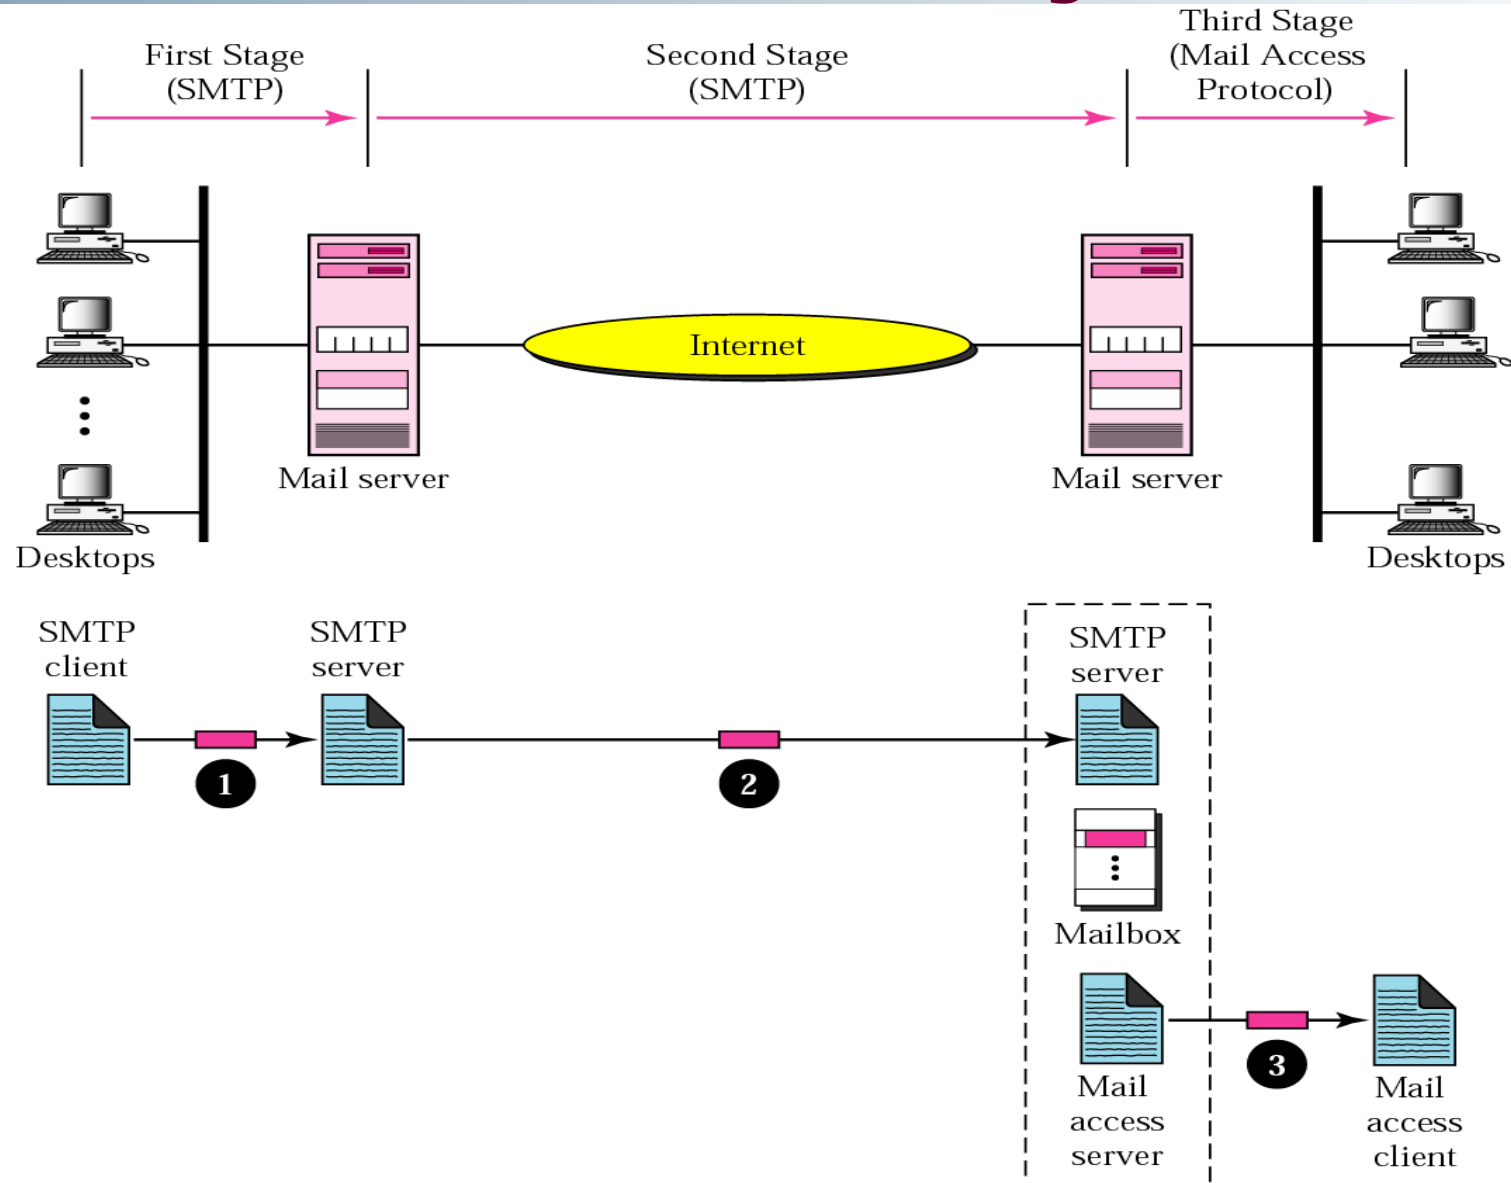 First Stage
(SMTP)
Second Stage
(SMTP)
Third Stage
(Mail Access
Protocol)
Internet
Mail server
Mail server
Desktops
Desktops
SMTP
client
SMTP
server
SMTP
server
1
2
Mailbox
3
Mail
access
server
Mail
access
client